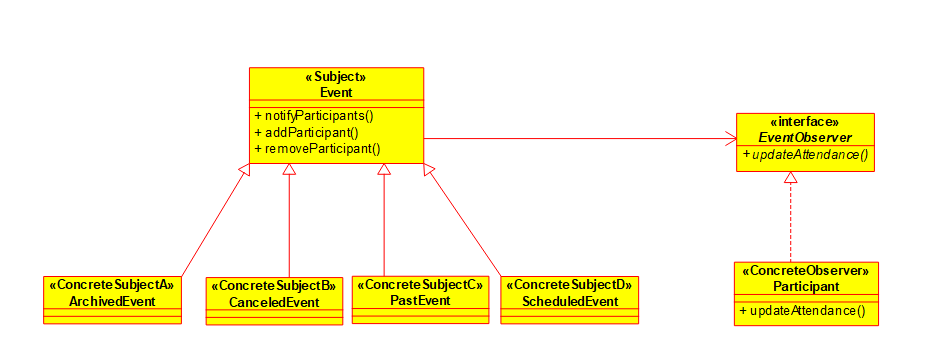 «Subject»
Event
+ notifyParticipants()
+ addParticipant()
+ removeParticipant()
«interface»
EventObserver
+ updateAttendance()
«ConcreteSubjectA»
ArchivedEvent
«ConcreteSubjectB»
CanceledEvent
«ConcreteSubjectC»
PastEvent
«ConcreteSubjectD»
ScheduledEvent
«ConcreteObserver»
Participant
+ updateAttendance()